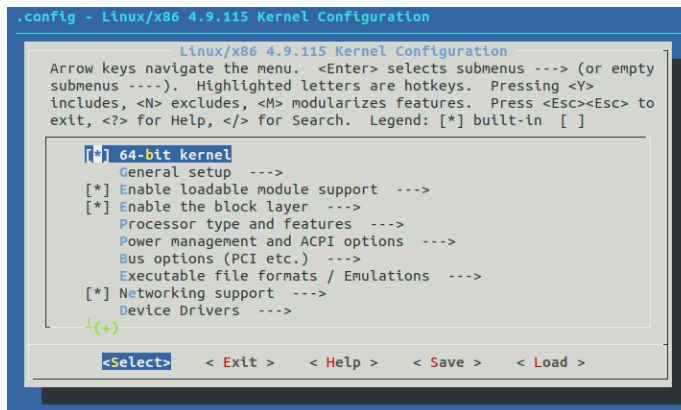 .config - Linux/x86 4.9.115 Kernel Configuration
Linux/x86 4.9.115 Kernel Configuration
Arrow keys navigate the menu.  <Enter> selects submenus ---> (or empty
submenus ----).  Highlighted letters are hotkeys.  Pressing <Y>
includes, <N> excludes, <M> modularizes features.  Press <Esc><Esc> to
exit, <?> for Help, </> for Search.  Legend: [*] built-in  [ ]
[*] 64-bit kernel
General setup  --->
[*] Enable loadable module support  --->
[*] Enable the block layer  --->
Processor type and features  --->
Power management and ACPI options  --->
Bus options (PCI etc.)  --->
Executable file formats / Emulations  --->
[*] Networking support  --->
Device Drivers  --->
┴(+)
<Select>    < Exit >    < Help >    < Save >    < Load >